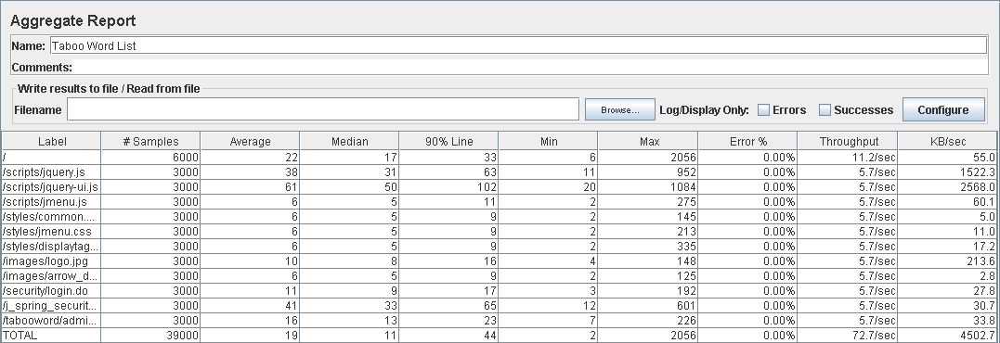 Aggregate Report
Name: Taboo Word List
Comments:
Write results to file / Read from file
Filename Browse... Log/Display Only: Errors Successes Configure
Label # Samples Average Median 90% Line Min Max Error % Throughput KB/sec
/ 6000 22 17 33 6 2056 0.00% 11.2/sec 55.0
/scripts/jquery.js 3000 38 31 63 11 952 0.00% 5.7/sec 1522.3
/scripts/jquery-ui.js 3000 61 50 102 20 1084 0.00% 5.7/sec 2568.0
/scripts/jmenu.js 3000 6 5 11 2 275 0.00% 5.7/sec 60.1
/styles/common.... 3000 6 5 9 2 145 0.00% 5.7/sec 5.0
/styles/jmenu.css 3000 6 5 9 2 213 0.00% 5.7/sec 11.0
/styles/displaytag... 3000 6 5 9 2 335 0.00% 5.7/sec 17.2
/images/logo.jpg 3000 10 8 16 4 148 0.00% 5.7/sec 213.6
/images/arrow_d... 3000 6 5 9 2 125 0.00% 5.7/sec 2.8
/security/login.do 3000 11 9 17 3 192 0.00% 5.7/sec 27.8
/j_spring_securit... 3000 41 33 65 12 601 0.00% 5.7/sec 30.7
/tabooword/admi... 3000 16 13 23 7 226 0.00% 5.7/sec 33.8
TOTAL 39000 19 11 44 2 2056 0.00% 72.7/sec 4502.7